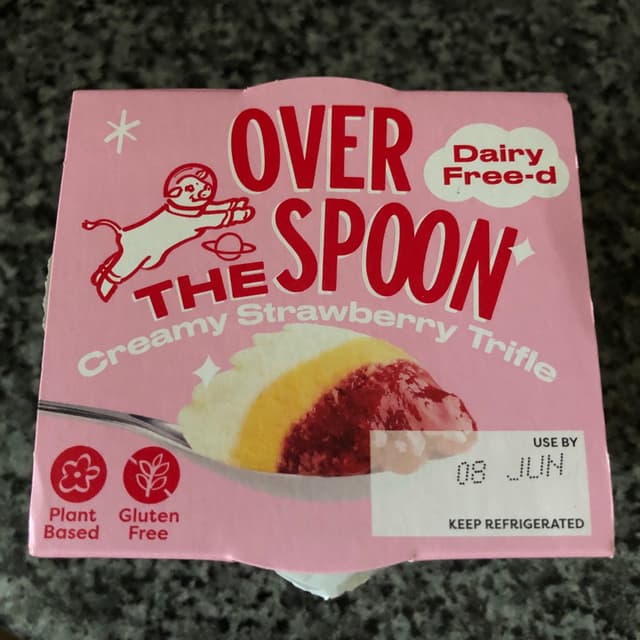 OVER
THE SPOON
Dairy
Free-d
Creamy Strawberry Trifle
Plant
Based
Gluten
Free
USE BY
08 JUN
KEEP REFRIGERATED